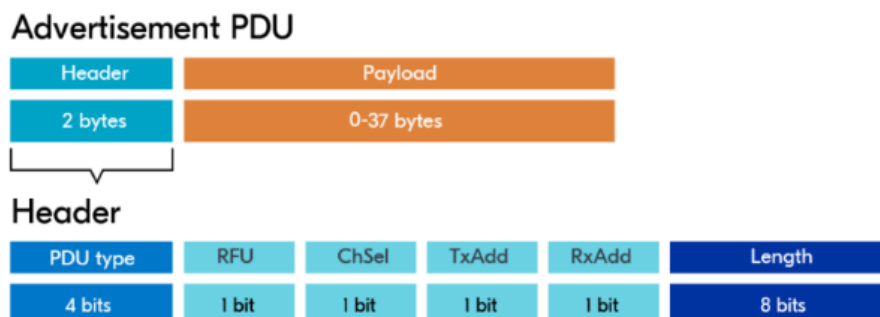 Advertisement PDU
Header Payload
2 bytes 0-37 bytes
Header
PDU type RFU ChSel TxAdd RxAdd Length
4 bits 1 bit 1 bit 1 bit 1 bit 8 bits